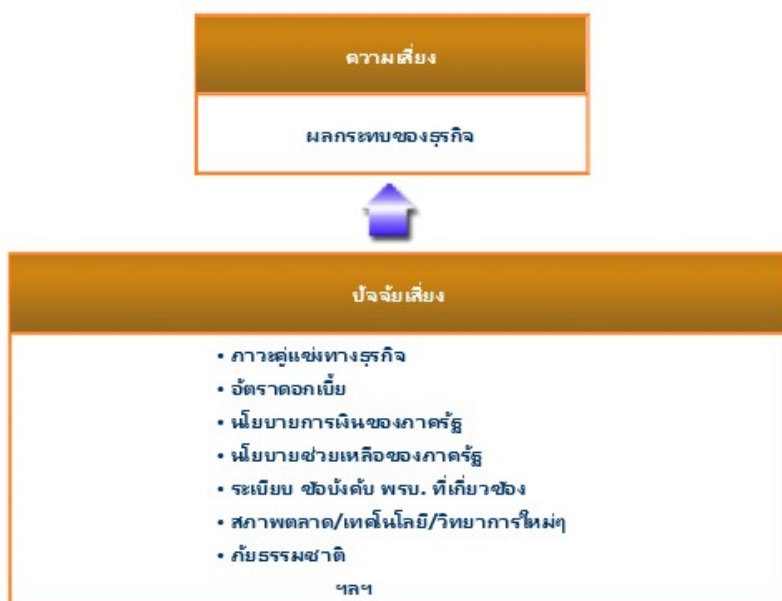 ความเสี่ยง
ผลกระทบของธุรกิจ
ปัจจัยเสี่ยง
• ภาวะคู่แข่งทางธุรกิจ
• อัตราดอกเบี้ย
• นโยบายการเงินของภาครัฐ
• นโยบายช่วยเหลือของภาครัฐ
• ระเบียบ ข้อบังคับ พรบ. ที่เกี่ยวข้อง
• สภาพตลาด/เทคโนโลยี/วิทยาการใหม่ๆ
• ภัยธรรมชาติ
ฯลฯ